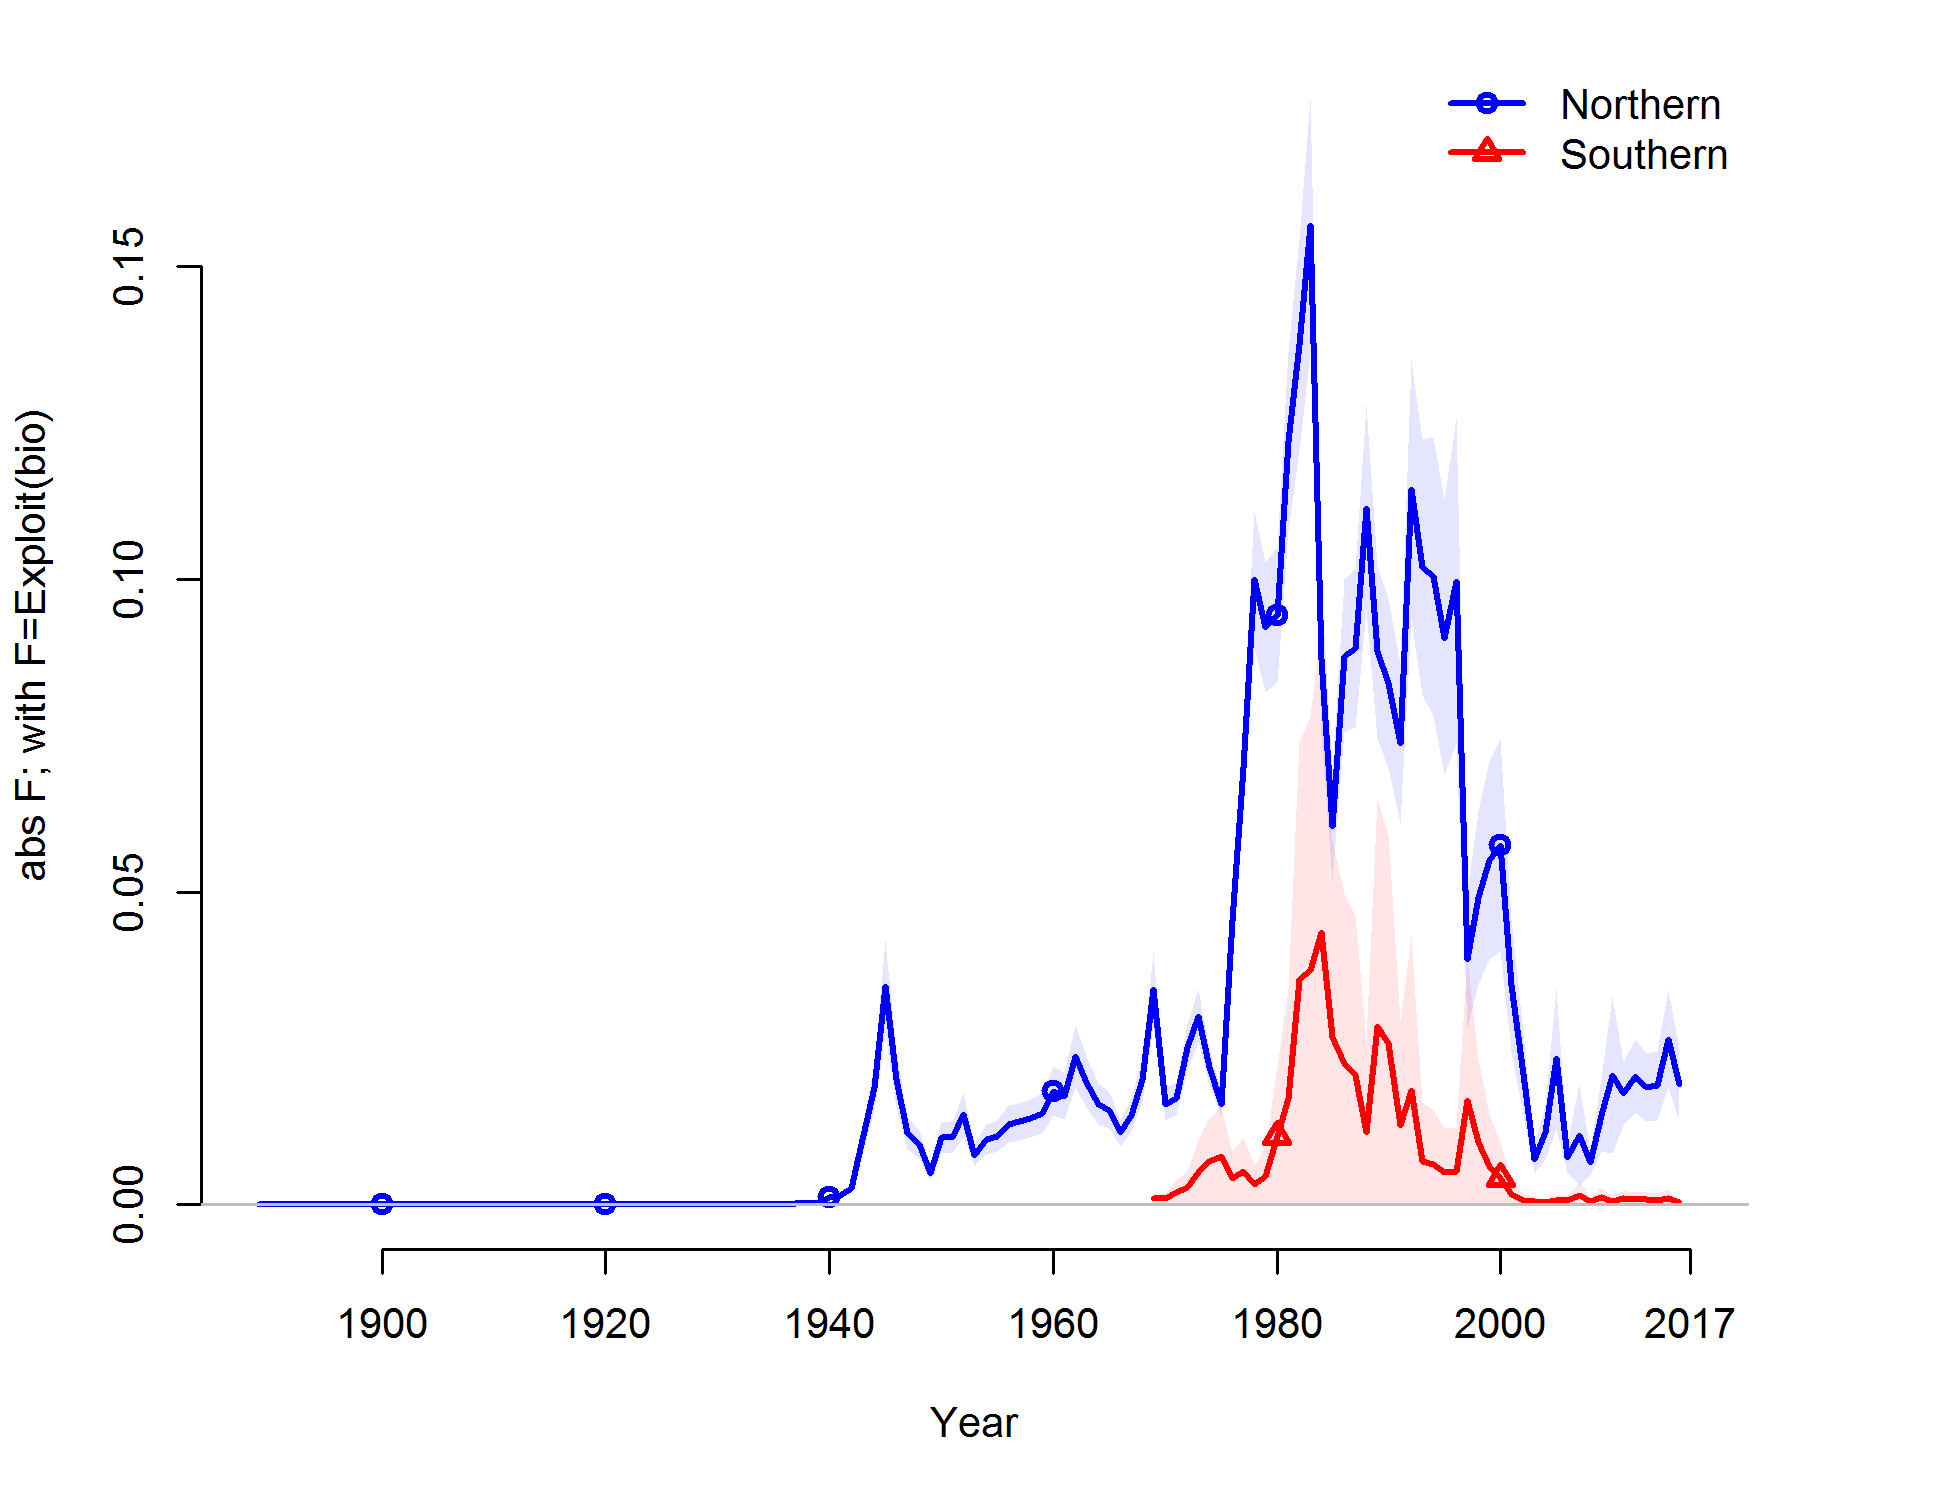 Northern
Southern
abs F; with F=Exploit(bio)
0.15
0.10
0.05
0.00
1900 1920 1940 1960 1980 2000 2017
Year